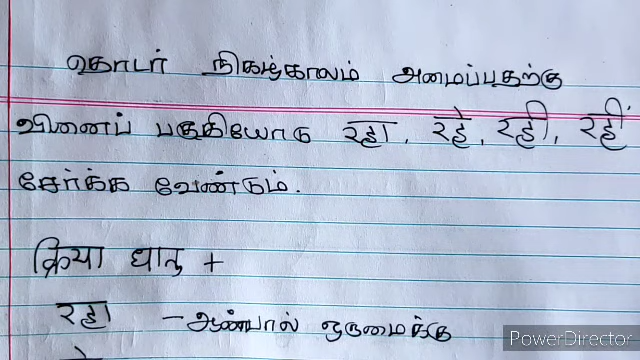 தொடர் நிகழ்காலம் அமைப்பதற்கு
வினைப் பகுதியோடு रहा, रहे, रही, रहीं
சேர்க்க வேண்டும்.
क्रिया धातु +
रहा - ஆண்பால் ஒருமைக்கு
PowerDirector